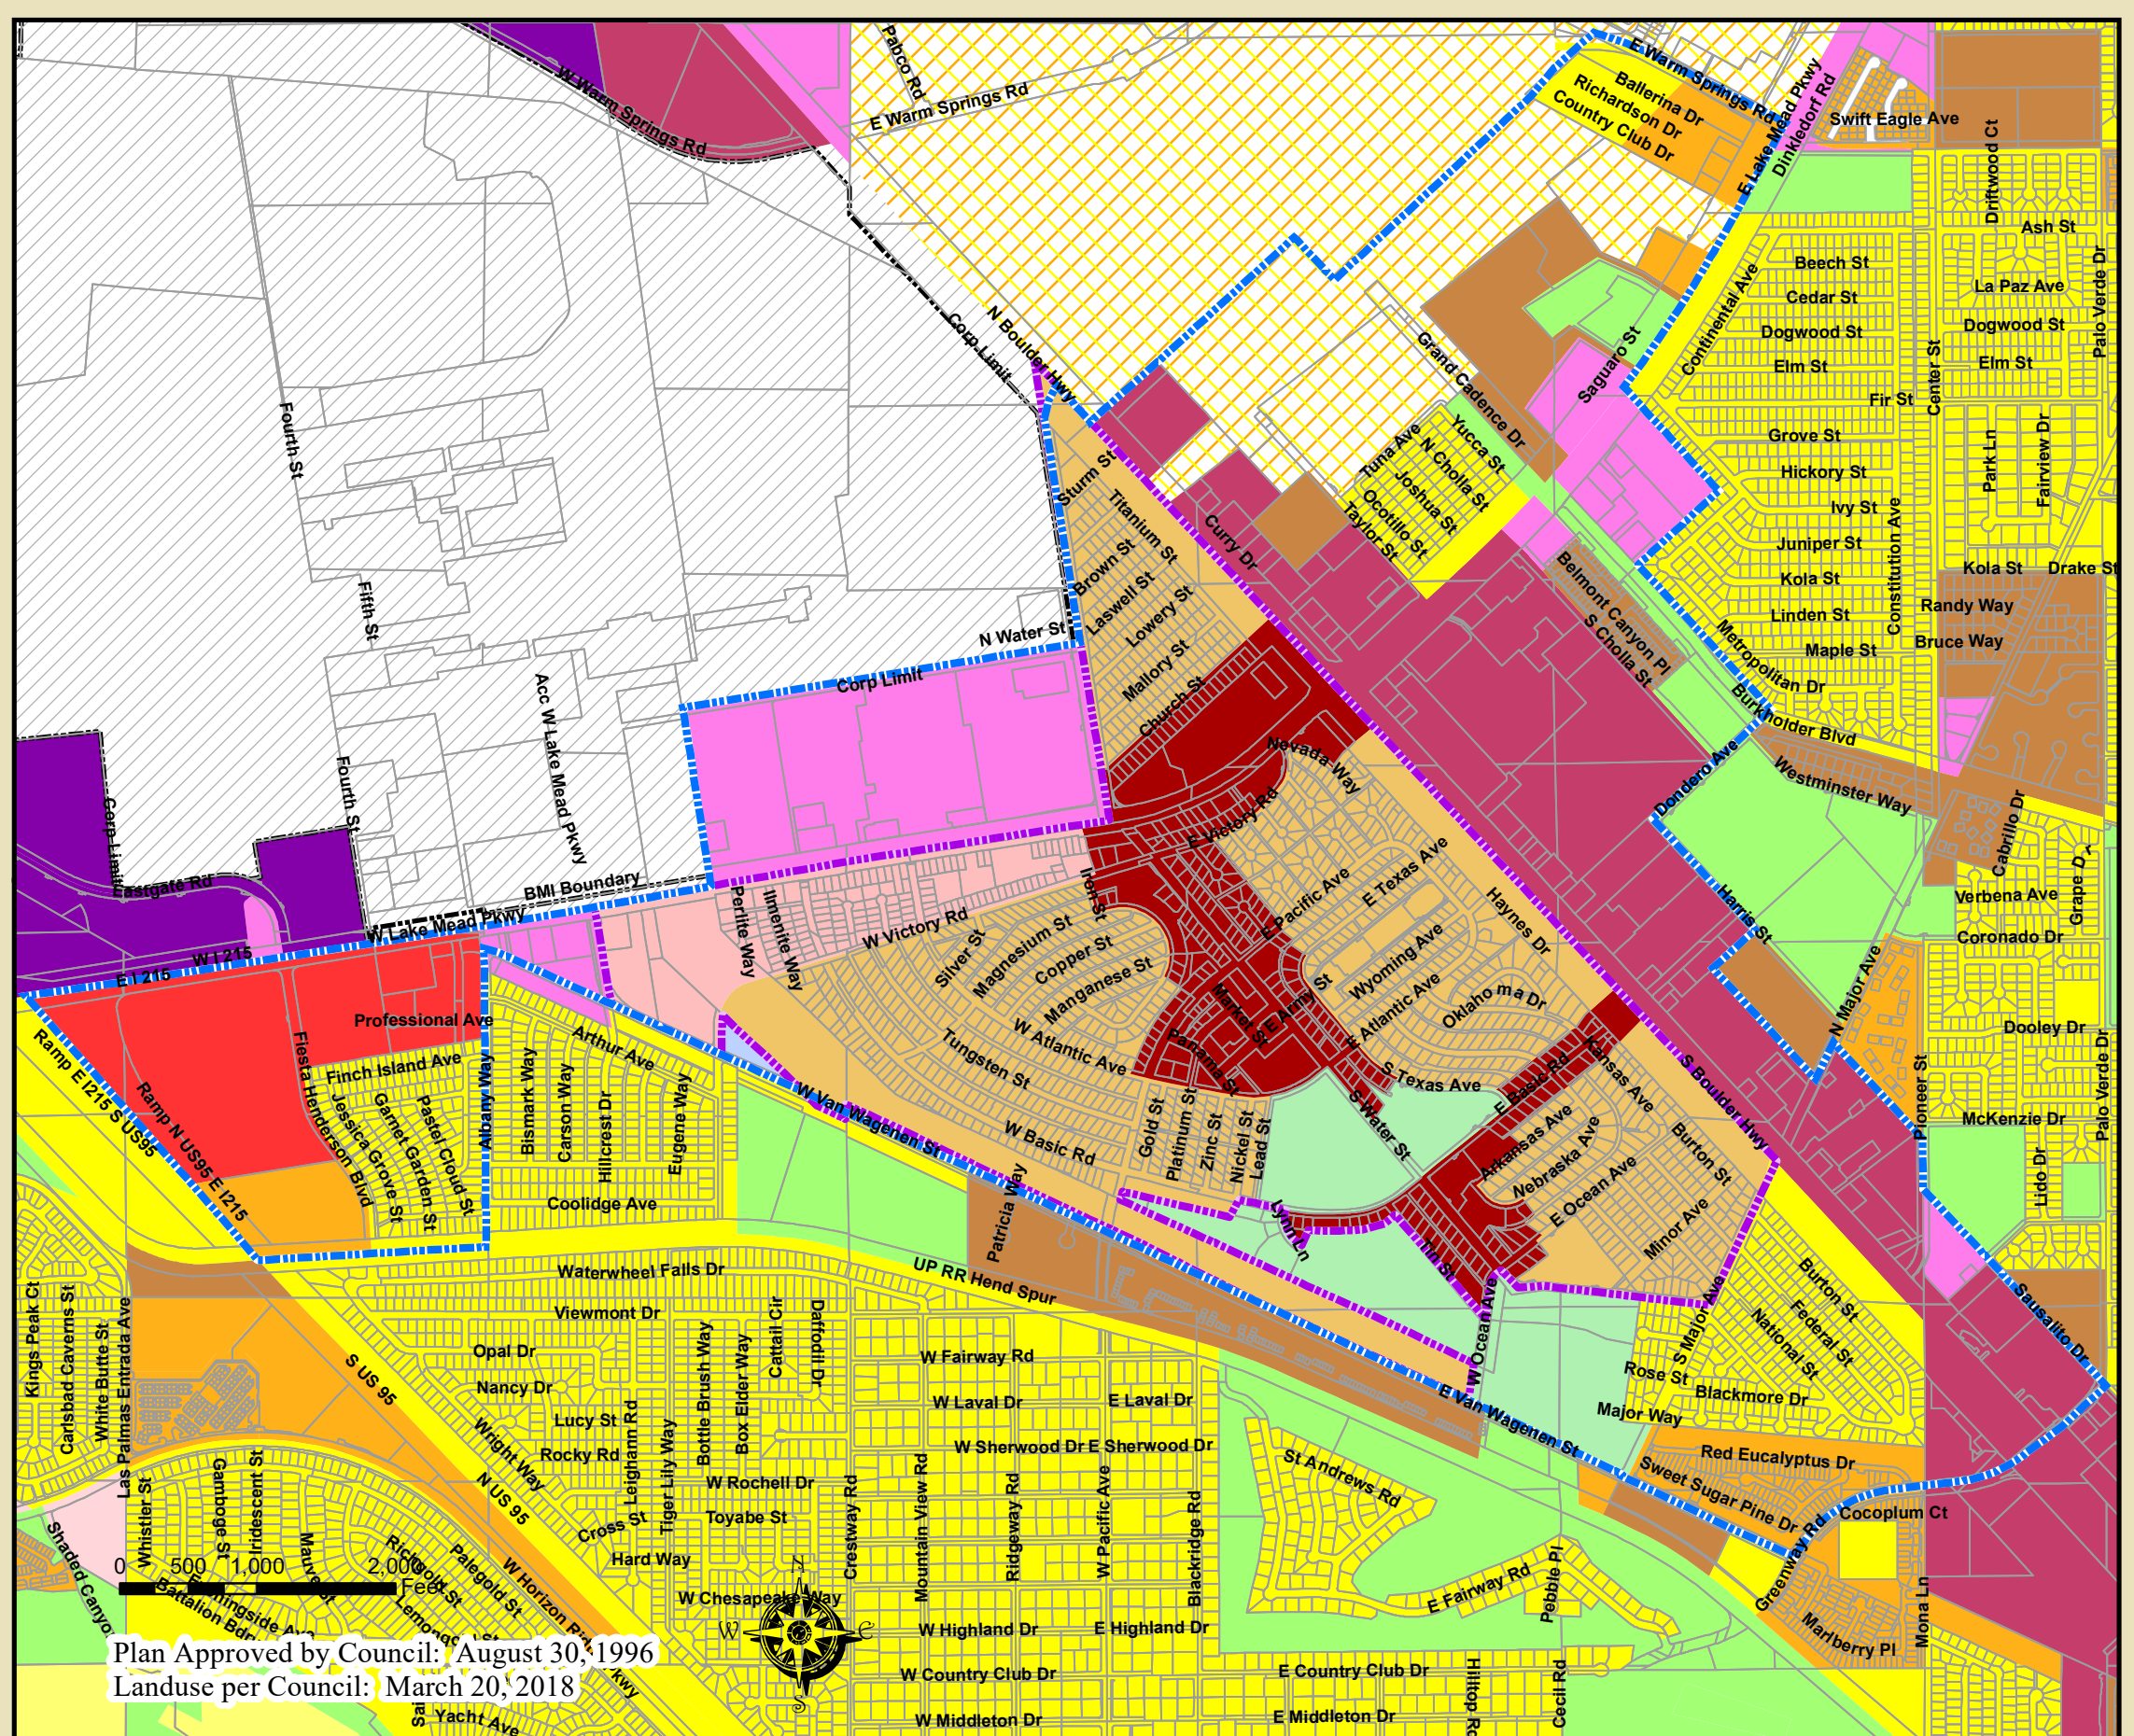 Pabco Rd
W Warm Springs Rd
E Warm Springs Rd
E Warm Springs Rd
Ballerina Dr
Richardson Dr
Country Club Dr
E Lake Mead Pkwy
Dinkledorf Rd
Swift Eagle Ave
Driftwood Ct
Ash St
Beech St
Cedar St
La Paz Ave
Dogwood St
Dogwood St
Palo Verde Dr
Continental Ave
Elm St
Elm St
Center St
Fir St
Grove St
Hickory St
Park Ln
Fairview Dr
Ivy St
Juniper St
Constitution Ave
Kola St
Kola St
Drake St
Randy Way
Linden St
Bruce Way
Maple St
Metropolitan Dr
Burkholder Blvd
Saguaro St
Grand Cadence Dr
Yucca St
N Cholla St
Tuna Ave
Joshua St
Ocotillo St
Taylor St
Belmont Canyon Pl
S Cholla St
N Boulder Hwy
Corp Limit
Sturm St
Titanium St
Curry Dr
Brown St
Laswell St
Lowery St
Mallory St
Church St
N Water St
Corp Limit
Fourth St
Fifth St
Acc W Lake Mead Pkwy
Fourth St
Corp Limit
Eastgate Rd
BMI Boundary
W Lake Mead Pkwy
W I 215
E I 215
Nevada Way
E Victory Rd
Dondero Ave
Westminster Way
Cabrillo Dr
Grape Dr
Verbena Ave
Harris St
Coronado Dr
N Major Ave
Dooley Dr
Pioneer St
Palo Verde Dr
McKenzie Dr
Lido Dr
E Texas Ave
E Pacific Ave
Haynes Dr
Wyoming Ave
E Atlantic Ave
Oklahoma Dr
Iron St
Perlite Way
Ilmenite Way
W Victory Rd
Silver St
Magnesium St
Copper St
Manganese St
Market St
E Army St
Panama St
W Atlantic Ave
Tungsten St
S Texas Ave
E Basic Rd
Kansas Ave
S Boulder Hwy
S Water St
Arkansas Ave
Nebraska Ave
Burton St
E Ocean Ave
Minor Ave
Gold St
Platinum St
Zinc St
Nickel St
Lead St
W Basic Rd
W Van Wagenen St
Lynn Ln
Tin St
W Ocean Ave
Patricia Way
UP RR Hend Spur
Professional Ave
Finch Island Ave
Fiesta Henderson Blvd
Jessica Grove St
Garnet Garden St
Pastel Cloud St
Albany Way
Bismark Way
Carson Way
Hillcrest Dr
Eugene Way
Arthur Ave
Coolidge Ave
Ramp E I215 S US95
Ramp N US95 E I215
Waterwheel Falls Dr
Viewmont Dr
Opal Dr
Nancy Dr
Lucy St
Rocky Rd
Wright Way
Leighann Rd
Tiger Lily Way
Bottle Brush Way
Box Elder Way
Cattail Cir
Daffodil Dr
W Rochell Dr
Toyabe St
Cross St
Hard Way
W Chesapeake Way
Crestway Rd
Mountain View Rd
Ridgeway Rd
W Pacific Ave
Blackridge Rd
W Fairway Rd
W Laval Dr
E Laval Dr
W Sherwood Dr
E Sherwood Dr
W Highland Dr
E Highland Dr
W Country Club Dr
E Country Club Dr
W Middleton Dr
E Middleton Dr
St Andrews Rd
E Fairway Rd
Pebble Pl
Cecil Rd
Hilltop Rd
E Van Wagenen St
S Major Ave
Burton St
Federal St
National St
Rose St
Blackmore Dr
Major Way
Sausalito Dr
Red Eucalyptus Dr
Sweet Sugar Pine Dr
Cocoplum Ct
Greenway Rd
Marlberry Pl
Mona Ln
Kings Peak Ct
Carlsbad Caverns St
White Butte St
Las Palmas Entrada Ave
S US 95
N US 95
W Horizon Ridge Pkwy
Whistler St
Gamboge St
Iridescent St
Mauve St
Richgold St
Palegold St
Lemongold St
Shaded Canyon
Yacht Ave
0 500 1,000 2,000
Feet
W E S
Plan Approved by Council: August 30, 1996
Landuse per Council: March 20, 2018